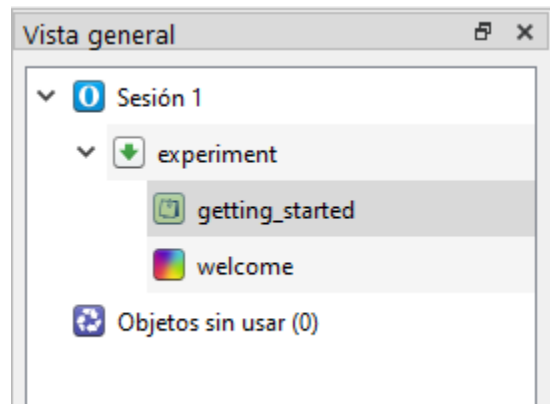 Vista general
Sesión 1
experiment
getting_started
welcome
Objetos sin usar (0)